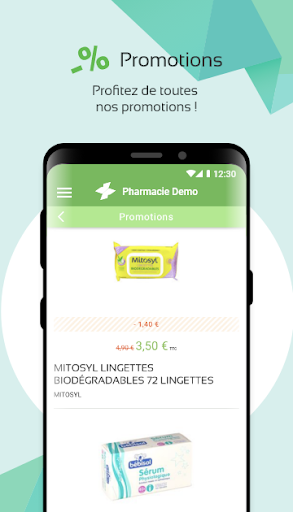 -% Promotions
Profitez de toutes
nos promotions !
12:30
Pharmacie Demo
Promotions
Mitosyl
BIODÉGRADABLES
- 1,40 €
4,90 € 3,50 € TTC
MITOSYL LINGETTES
BIODÉGRADABLES 72 LINGETTES
MITOSYL
bébisol
Sérum
Physiologique